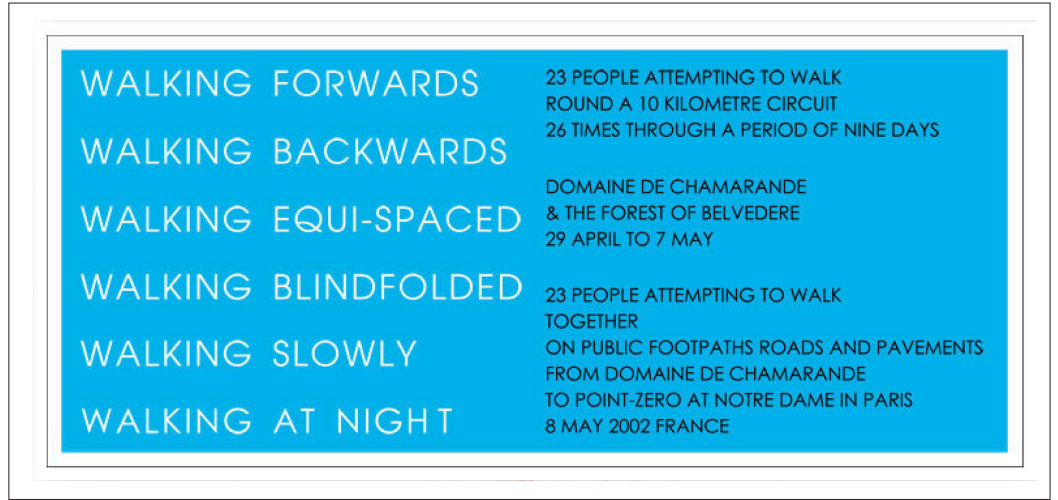 WALKING FORWARDS
WALKING BACKWARDS
WALKING EQUI-SPACED
WALKING BLINDFOLDED
WALKING SLOWLY
WALKING AT NIGHT
23 PEOPLE ATTEMPTING TO WALK
ROUND A 10 KILOMETRE CIRCUIT
26 TIMES THROUGH A PERIOD OF NINE DAYS
DOMAINE DE CHAMARANDE
& THE FOREST OF BELVEDERE
29 APRIL TO 7 MAY
23 PEOPLE ATTEMPTING TO WALK
TOGETHER
ON PUBLIC FOOTPATHS ROADS AND PAVEMENTS
FROM DOMAINE DE CHAMARANDE
TO POINT-ZERO AT NOTRE DAME IN PARIS
8 MAY 2002 FRANCE